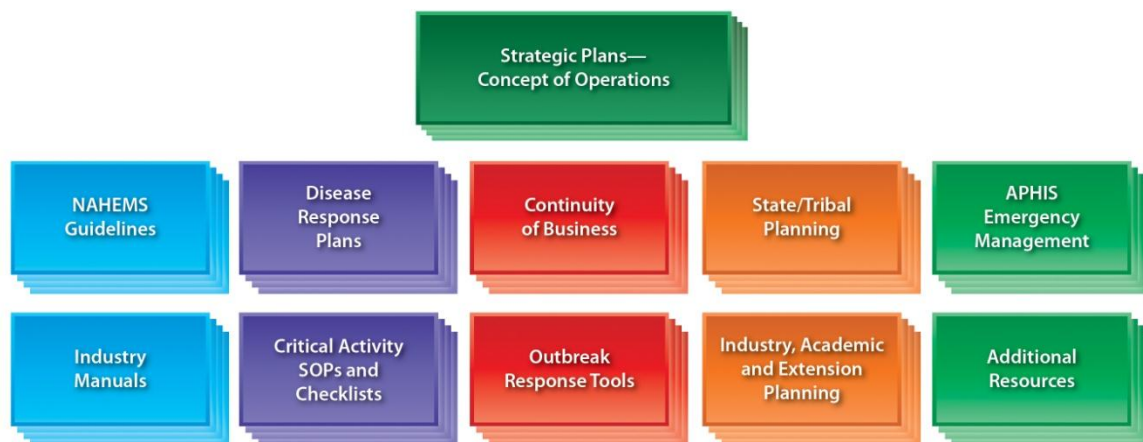 Strategic Plans—
Concept of Operations
NAHEMS
Guidelines
Disease
Response
Plans
Continuity
of Business
State/Tribal
Planning
APHIS
Emergency
Management
Industry
Manuals
Critical Activity
SOPs and
Checklists
Outbreak
Response Tools
Industry, Academic
and Extension
Planning
Additional
Resources